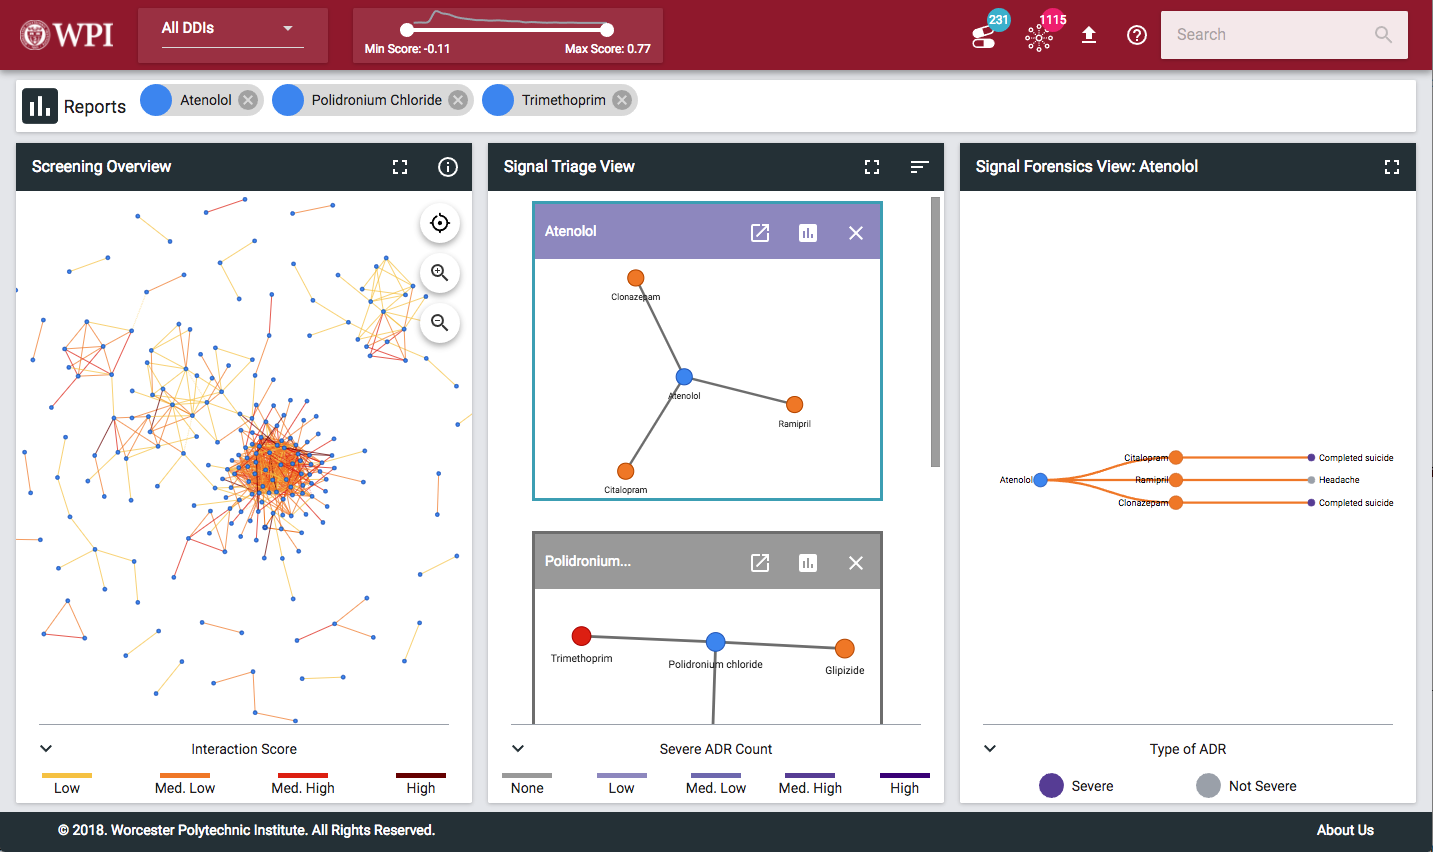 WPI
All DDIs
Min Score: -0.11
Max Score: 0.77
231
1115
Search
Reports
Atenolol
Polidronium Chloride
Trimethoprim
Screening Overview
Interaction Score
Low
Med. Low
Med. High
High
Signal Triage View
Atenolol
Clonazepam
Atenolol
Ramipril
Citalopram
Polidronium...
Trimethoprim
Polidronium chloride
Glipizide
Severe ADR Count
None
Low
Med. Low
Med. High
High
Signal Forensics View: Atenolol
Citalopram
Completed suicide
Atenolol
Ramipril
Headache
Clonazepam
Completed suicide
Type of ADR
Severe
Not Severe
© 2018. Worcester Polytechnic Institute. All Rights Reserved.
About Us